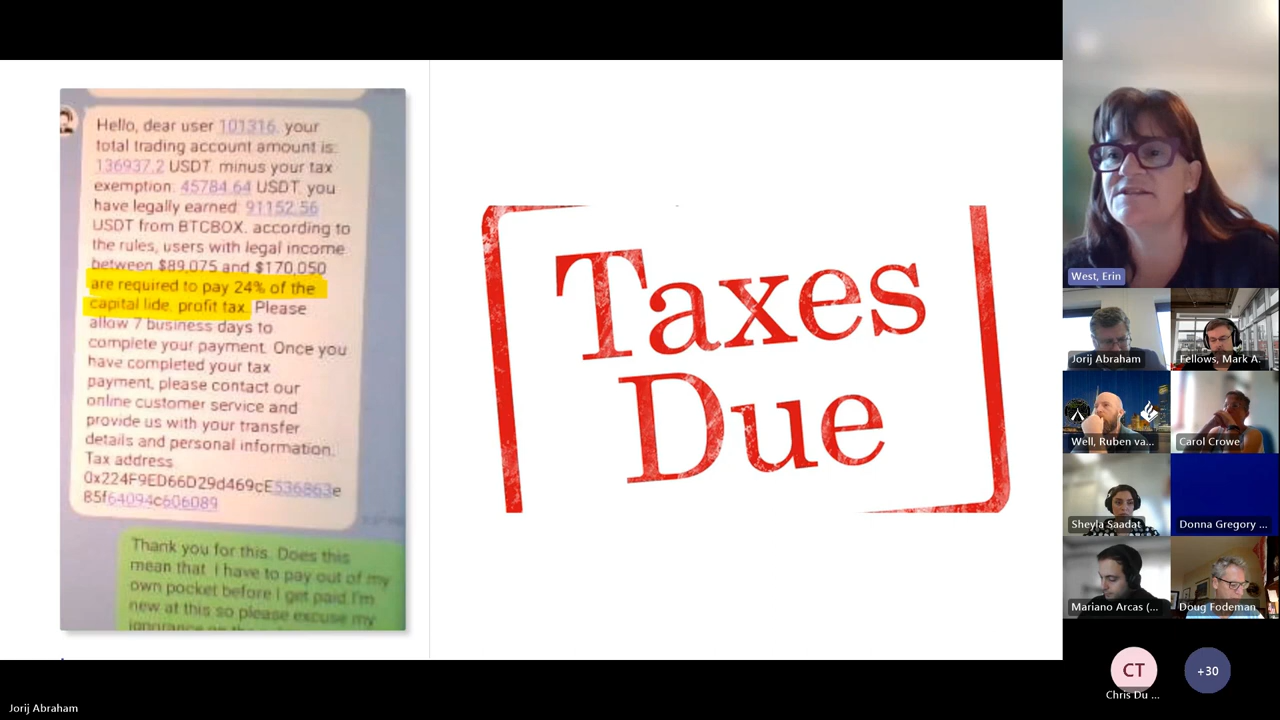 Hello, dear user 101316. your
total trading account amount is:
136937.2 USDT. minus your tax
exemption: 45784.64 USDT. you
have legally earned: 91152.56
USDT from BTCBOX. according to
the rules, users with legal income
between $89,075 and $170,050
are required to pay 24% of the
capital lide. profit tax. Please
allow 7 business days to
complete your payment. Once you
have completed your tax
payment, please contact our
online customer service and
provide us with your transfer
details and personal information.
Tax address
0x224F9ED66D29d469cE536863e
85f64094c606089
Thank you for this. Does this
mean that I have to pay out of my
own pocket before I get paid I'm
new at this so please excuse my
ignorance on the
Taxes
Due
West, Erin
Jorij Abraham
Fellows, Mark A.
Well, Ruben va...
Carol Crowe
Sheyla Saadat
Donna Gregory ...
Mariano Arcas (...
Doug Fodeman
CT
Chris Du ...
+30
Jorij Abraham